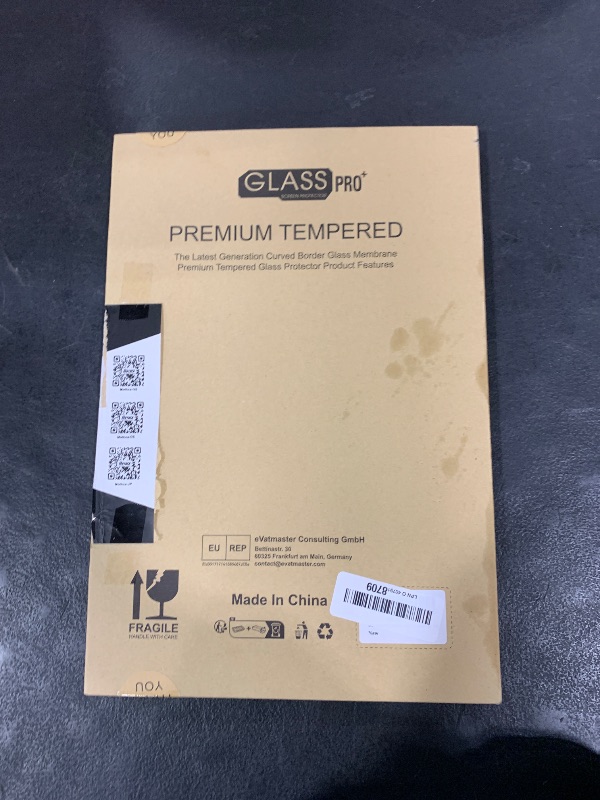 YOU
GLASS PRO+
SCREEN PROTECTOR
PREMIUM TEMPERED
The Latest Generation Curved Border Glass Membrane
Premium Tempered Glass Protector Product Features
EU REP
eVatmaster Consulting GmbH
Bettinastr. 30
60325 Frankfurt am Main, Germany
contact@evatmaster.com
Made In China
8709
FRAGILE
HANDLE WITH CARE
YOU